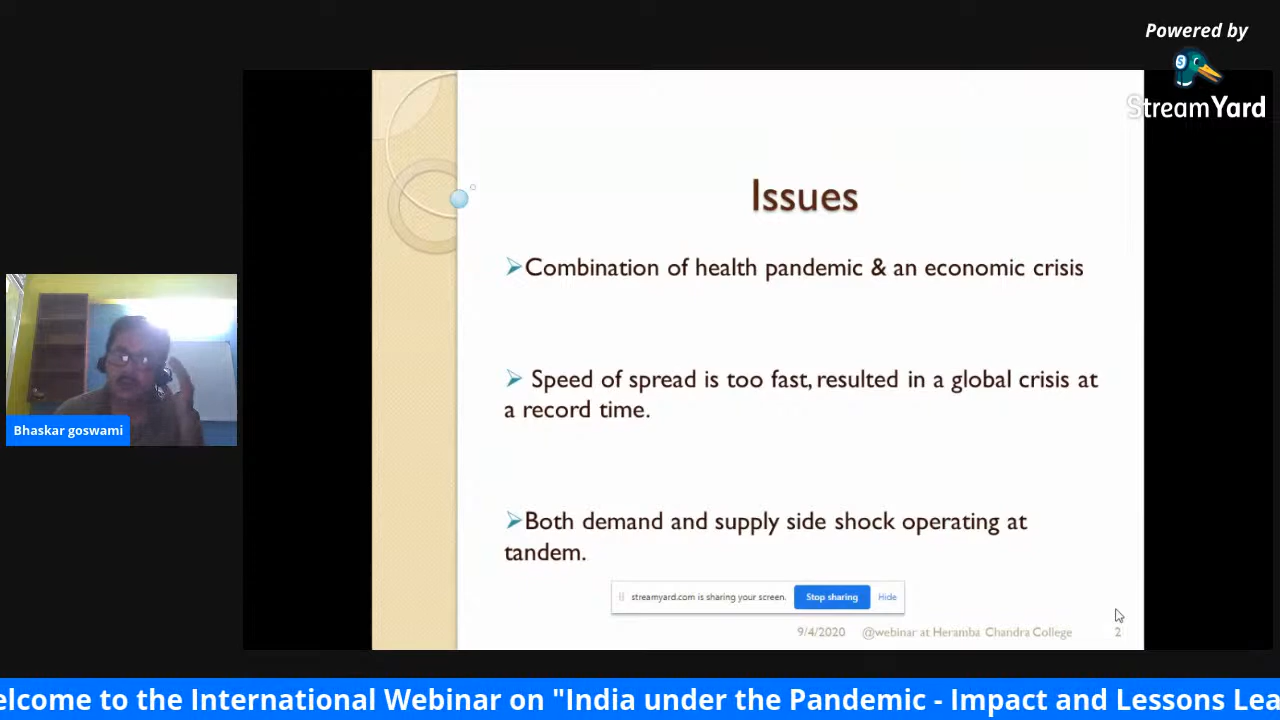 Powered by
StreamYard
Issues
➢Combination of health pandemic & an economic crisis
➢ Speed of spread is too fast, resulted in a global crisis at
a record time.
➢Both demand and supply side shock operating at
tandem.
streamyard.com is sharing your screen. Stop sharing Hide
9/4/2020 @webinar at Heramba Chandra College 2
Bhaskar goswami
elcome to the International Webinar on "India under the Pandemic - Impact and Lessons Lea